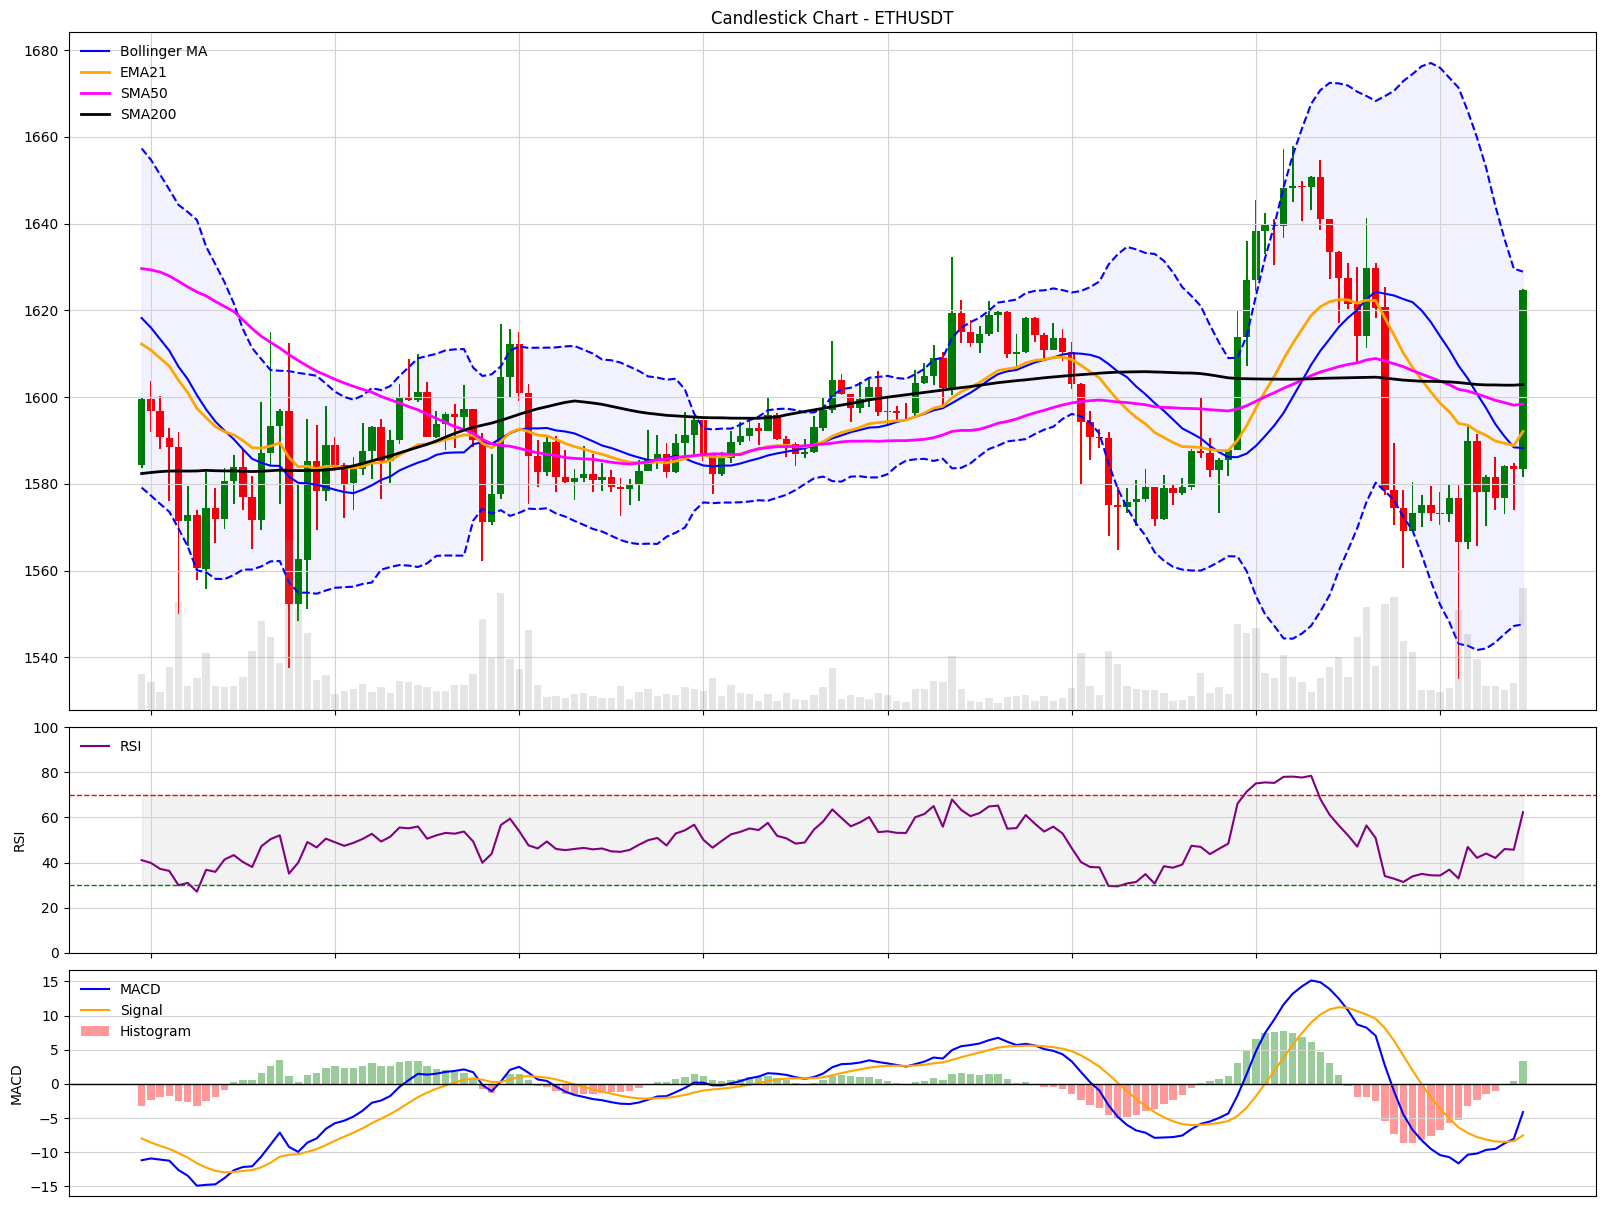 Candlestick Chart - ETHUSDT
Bollinger MA
EMA21
SMA50
SMA200
1680
1660
1640
1620
1600
1580
1560
1540
RSI
RSI
100
80
60
40
20
0
MACD
Signal
Histogram
MACD
15
10
5
0
−5
−10
−15